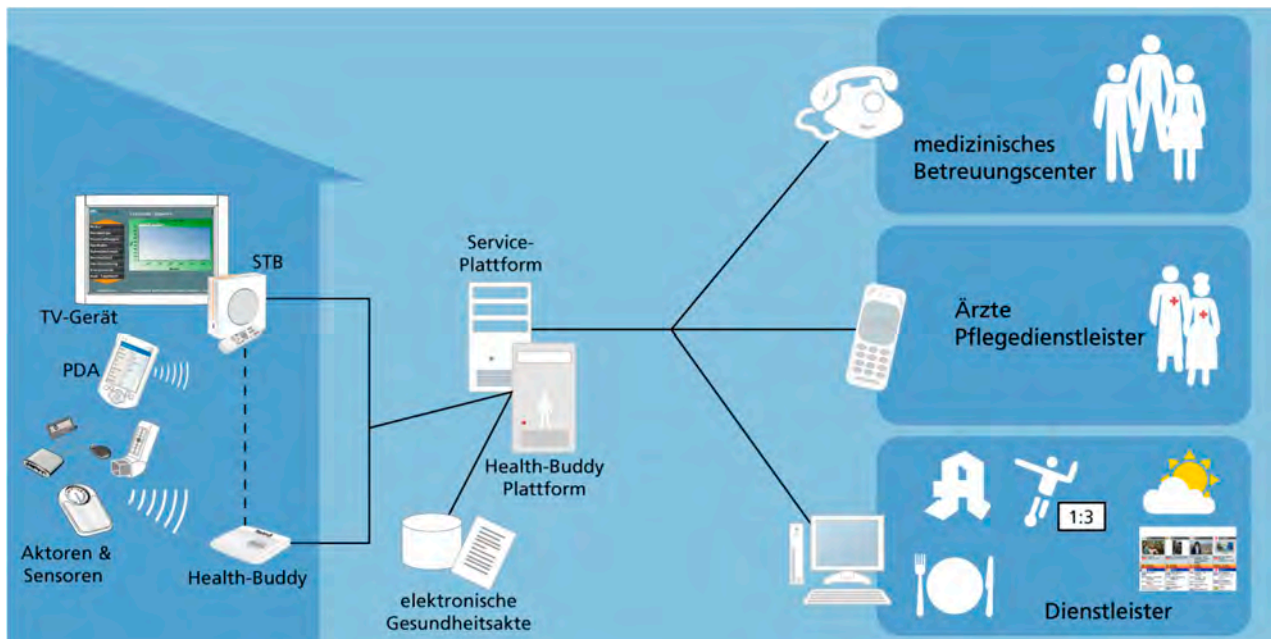 medizinisches
Betreuungscenter
STB
TV-Gerät
PDA
Aktoren &
Sensoren
Health-Buddy
Service-
Plattform
Health-Buddy
Plattform
elektronische
Gesundheitsakte
Ärzte
Pflegedienstleister
1:3
Dienstleister